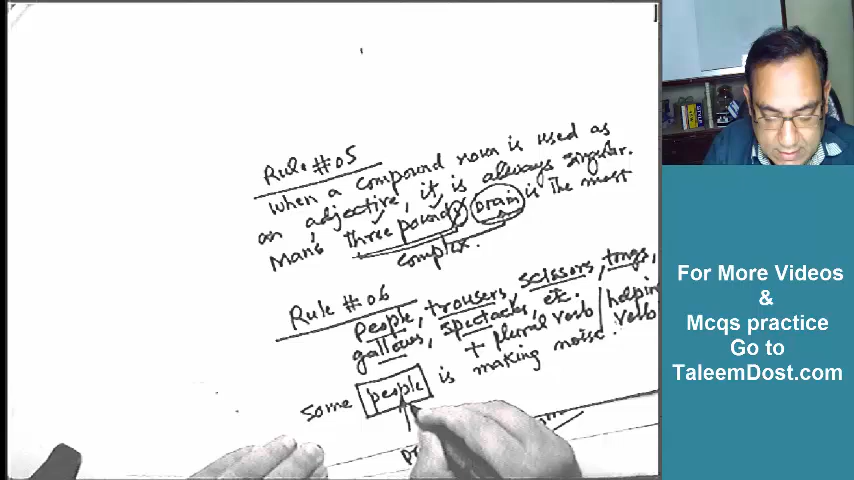 Rule # 05
When a compound noun is used as
an adjective, it is always singular.
Man's three pounds Dram is the most
complex.
Rule # 06
People, trousers, scissors, tongs,
gallows, spectacles, etc.
+ plural verb / helping
verb
Some people is making noise.
For More Videos
&
Mcqs practice
Go to
TaleemDost.com